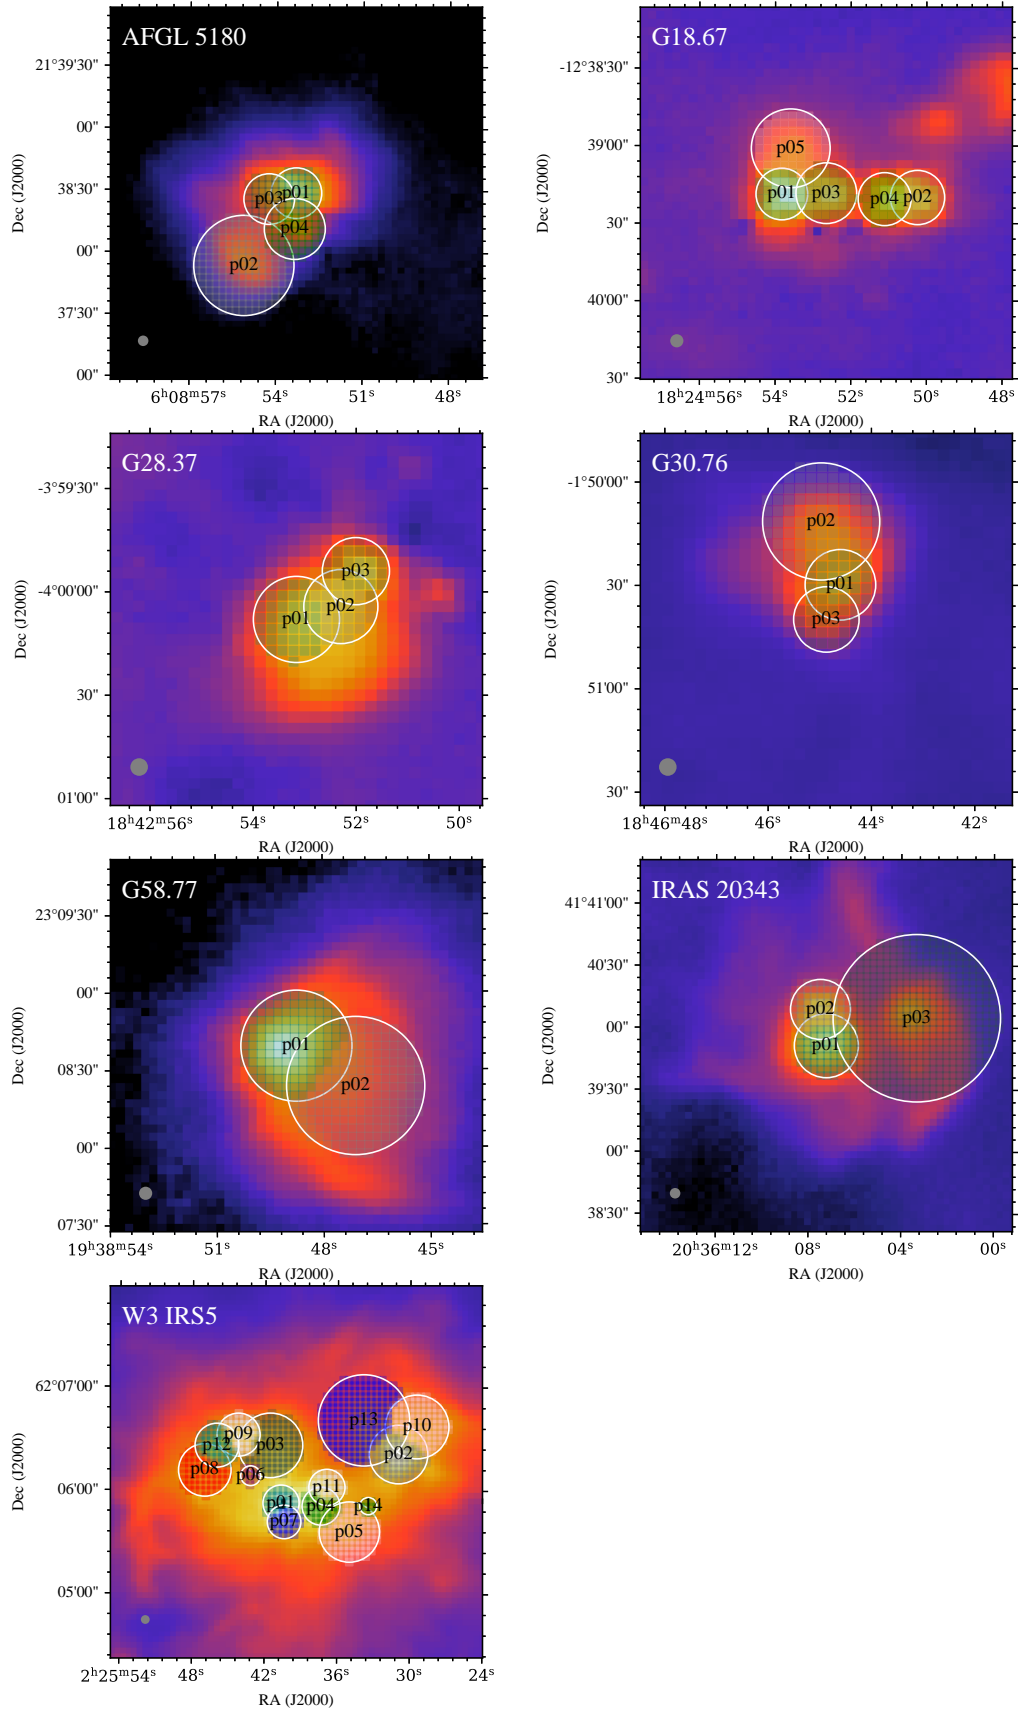 AFGL 5180
21°39'30"
00"
38'30"
00"
37'30"
00"
Dec (J2000)
p01
p03
p04
p02
6ʰ08ᵐ57ˢ
54ˢ
51ˢ
48ˢ
RA (J2000)
G18.67
-12°38'30"
39'00"
30"
40'00"
30"
Dec (J2000)
p05
p01
p03
p04
p02
18ʰ24ᵐ56ˢ
54ˢ
52ˢ
50ˢ
48ˢ
RA (J2000)
G28.37
-3°59'30"
-4°00'00"
30"
01'00"
Dec (J2000)
p03
p02
p01
18ʰ42ᵐ56ˢ
54ˢ
52ˢ
50ˢ
RA (J2000)
G30.76
-1°50'00"
30"
51'00"
30"
Dec (J2000)
p02
p01
p03
18ʰ46ᵐ48ˢ
46ˢ
44ˢ
42ˢ
RA (J2000)
G58.77
23°09'30"
00"
08'30"
00"
07'30"
Dec (J2000)
p01
p02
19ʰ38ᵐ54ˢ
51ˢ
48ˢ
45ˢ
RA (J2000)
IRAS 20343
41°41'00"
40'30"
00"
39'30"
00"
38'30"
Dec (J2000)
p02
p03
p01
20ʰ36ᵐ12ˢ
08ˢ
04ˢ
00ˢ
RA (J2000)
W3 IRS5
62°07'00"
06'00"
05'00"
Dec (J2000)
p13
p10
p09
p12
p03
p02
p08
p06
p11
p01
p04
p14
p07
p05
2ʰ25ᵐ54ˢ
48ˢ
42ˢ
36ˢ
30ˢ
24ˢ
RA (J2000)